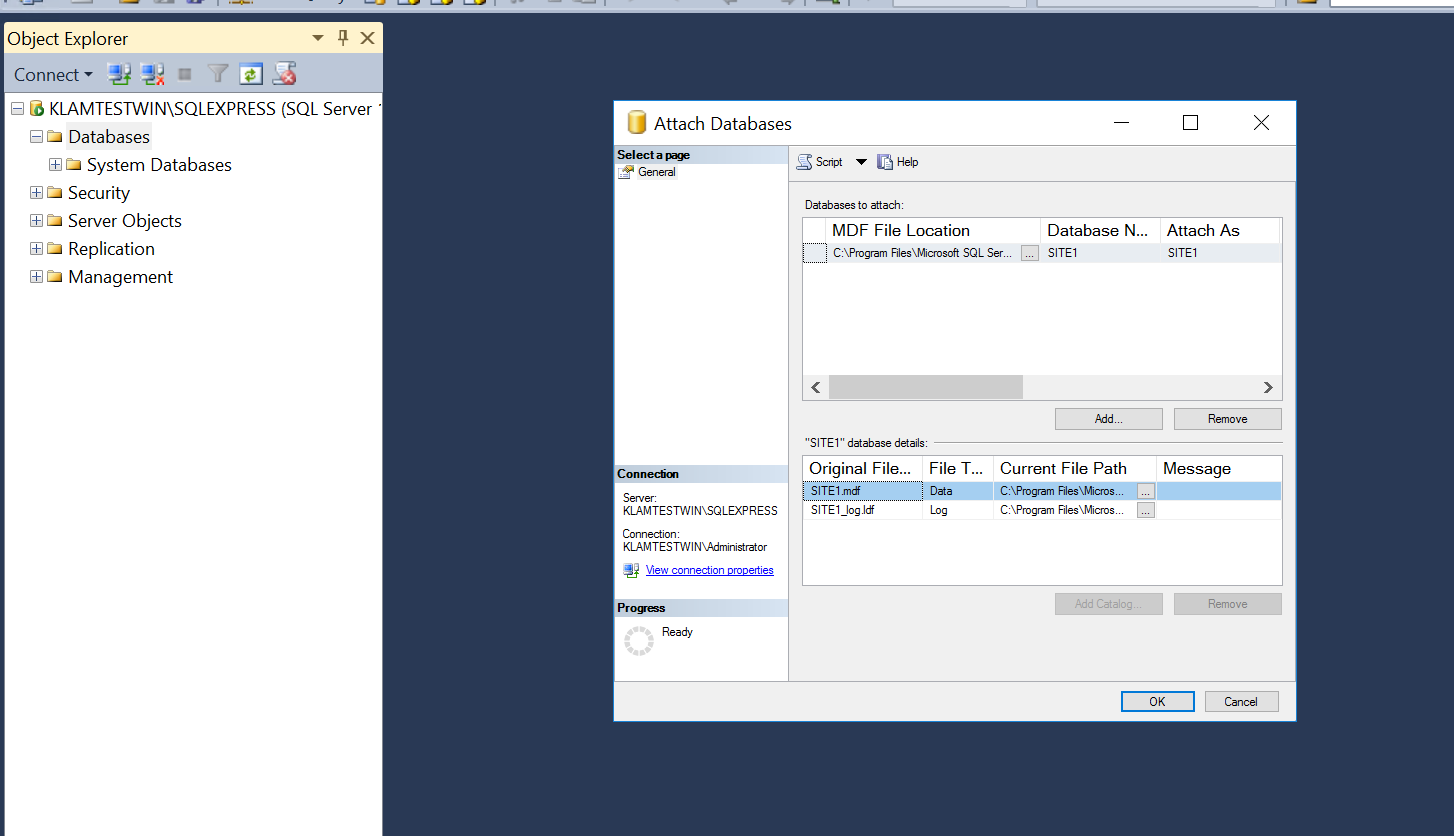 Object Explorer
Connect
KLAMTESTWIN\SQLEXPRESS (SQL Server
Databases
System Databases
Security
Server Objects
Replication
Management
Attach Databases
Select a page
General
Script
Help
Databases to attach:
MDF File Location Database N... Attach As
C:\Program Files\Microsoft SQL Ser... ... SITE1 SITE1
Add... Remove
"SITE1" database details:
Original File... File T... Current File Path Message
SITE1.mdf Data C:\Program Files\Micros... ...
SITE1_log.ldf Log C:\Program Files\Micros... ...
Add Catalog... Remove
Connection
Server:
KLAMTESTWIN\SQLEXPRESS
Connection:
KLAMTESTWIN\Administrator
View connection properties
Progress
Ready
OK Cancel